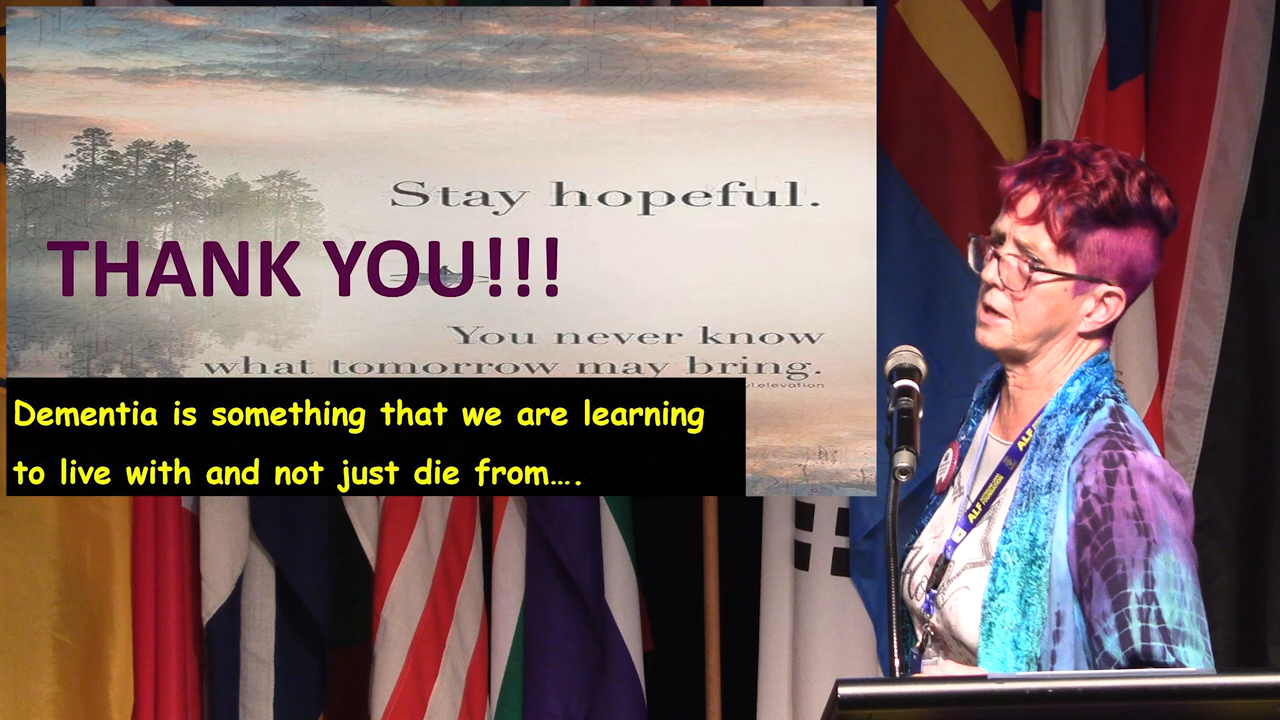 Stay hopeful.
THANK YOU!!!
You never know
what tomorrow may bring.
Dementia is something that we are learning
to live with and not just die from….
ALF
ALF